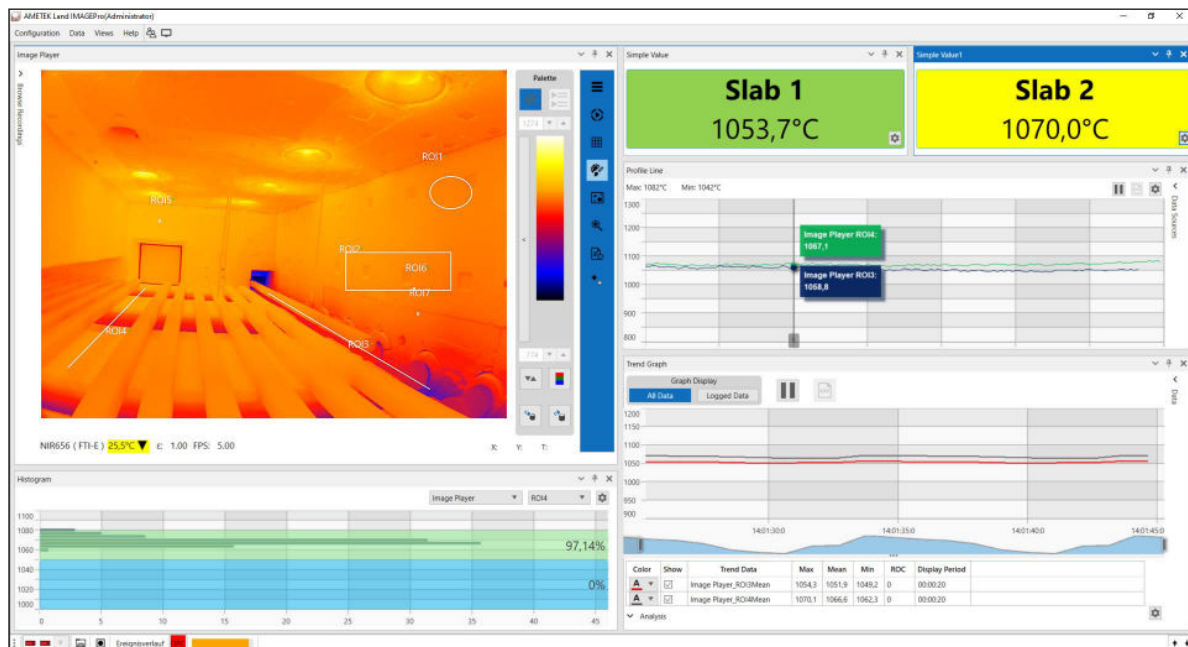 AMETEK Land IMAGEPro(Administrator)
Configuration Data Views Help
Image Player
Browse Recordings
ROI1
ROI5
ROI2
ROI6
ROI7
ROI4
ROI3
Palette
1274
774
NIR656 ( FTI-E ) 25,5°C ε: 1.00 FPS: 5.00 X: Y: T:
Simple Value
Slab 1
1053,7°C
Simple Value1
Slab 2
1070,0°C
Profile Line
Max: 1082°C Min: 1042°C
Data Sources
1300
1200
1100
1000
900
800
Image Player ROI4:
1067,1
Image Player ROI3:
1058,8
Trend Graph
Graph Display
All Data Logged Data
Data
1200
1150
1100
1050
1000
950
900
14:01:30:0 14:01:35:0 14:01:40:0 14:01:45:0
Color Show Trend Data Max Mean Min ROC Display Period
A Image Player_ROI3Mean 1054,3 1051,9 1049,2 0 00:00:20
A Image Player_ROI4Mean 1070,1 1066,6 1062,3 0 00:00:20
Analysis
Histogram
Image Player ROI4
1100
1080
1060
1040
1020
1000
97,14%
0%
0 5 10 15 20 25 30 35 40 45
Ereignisverlauf